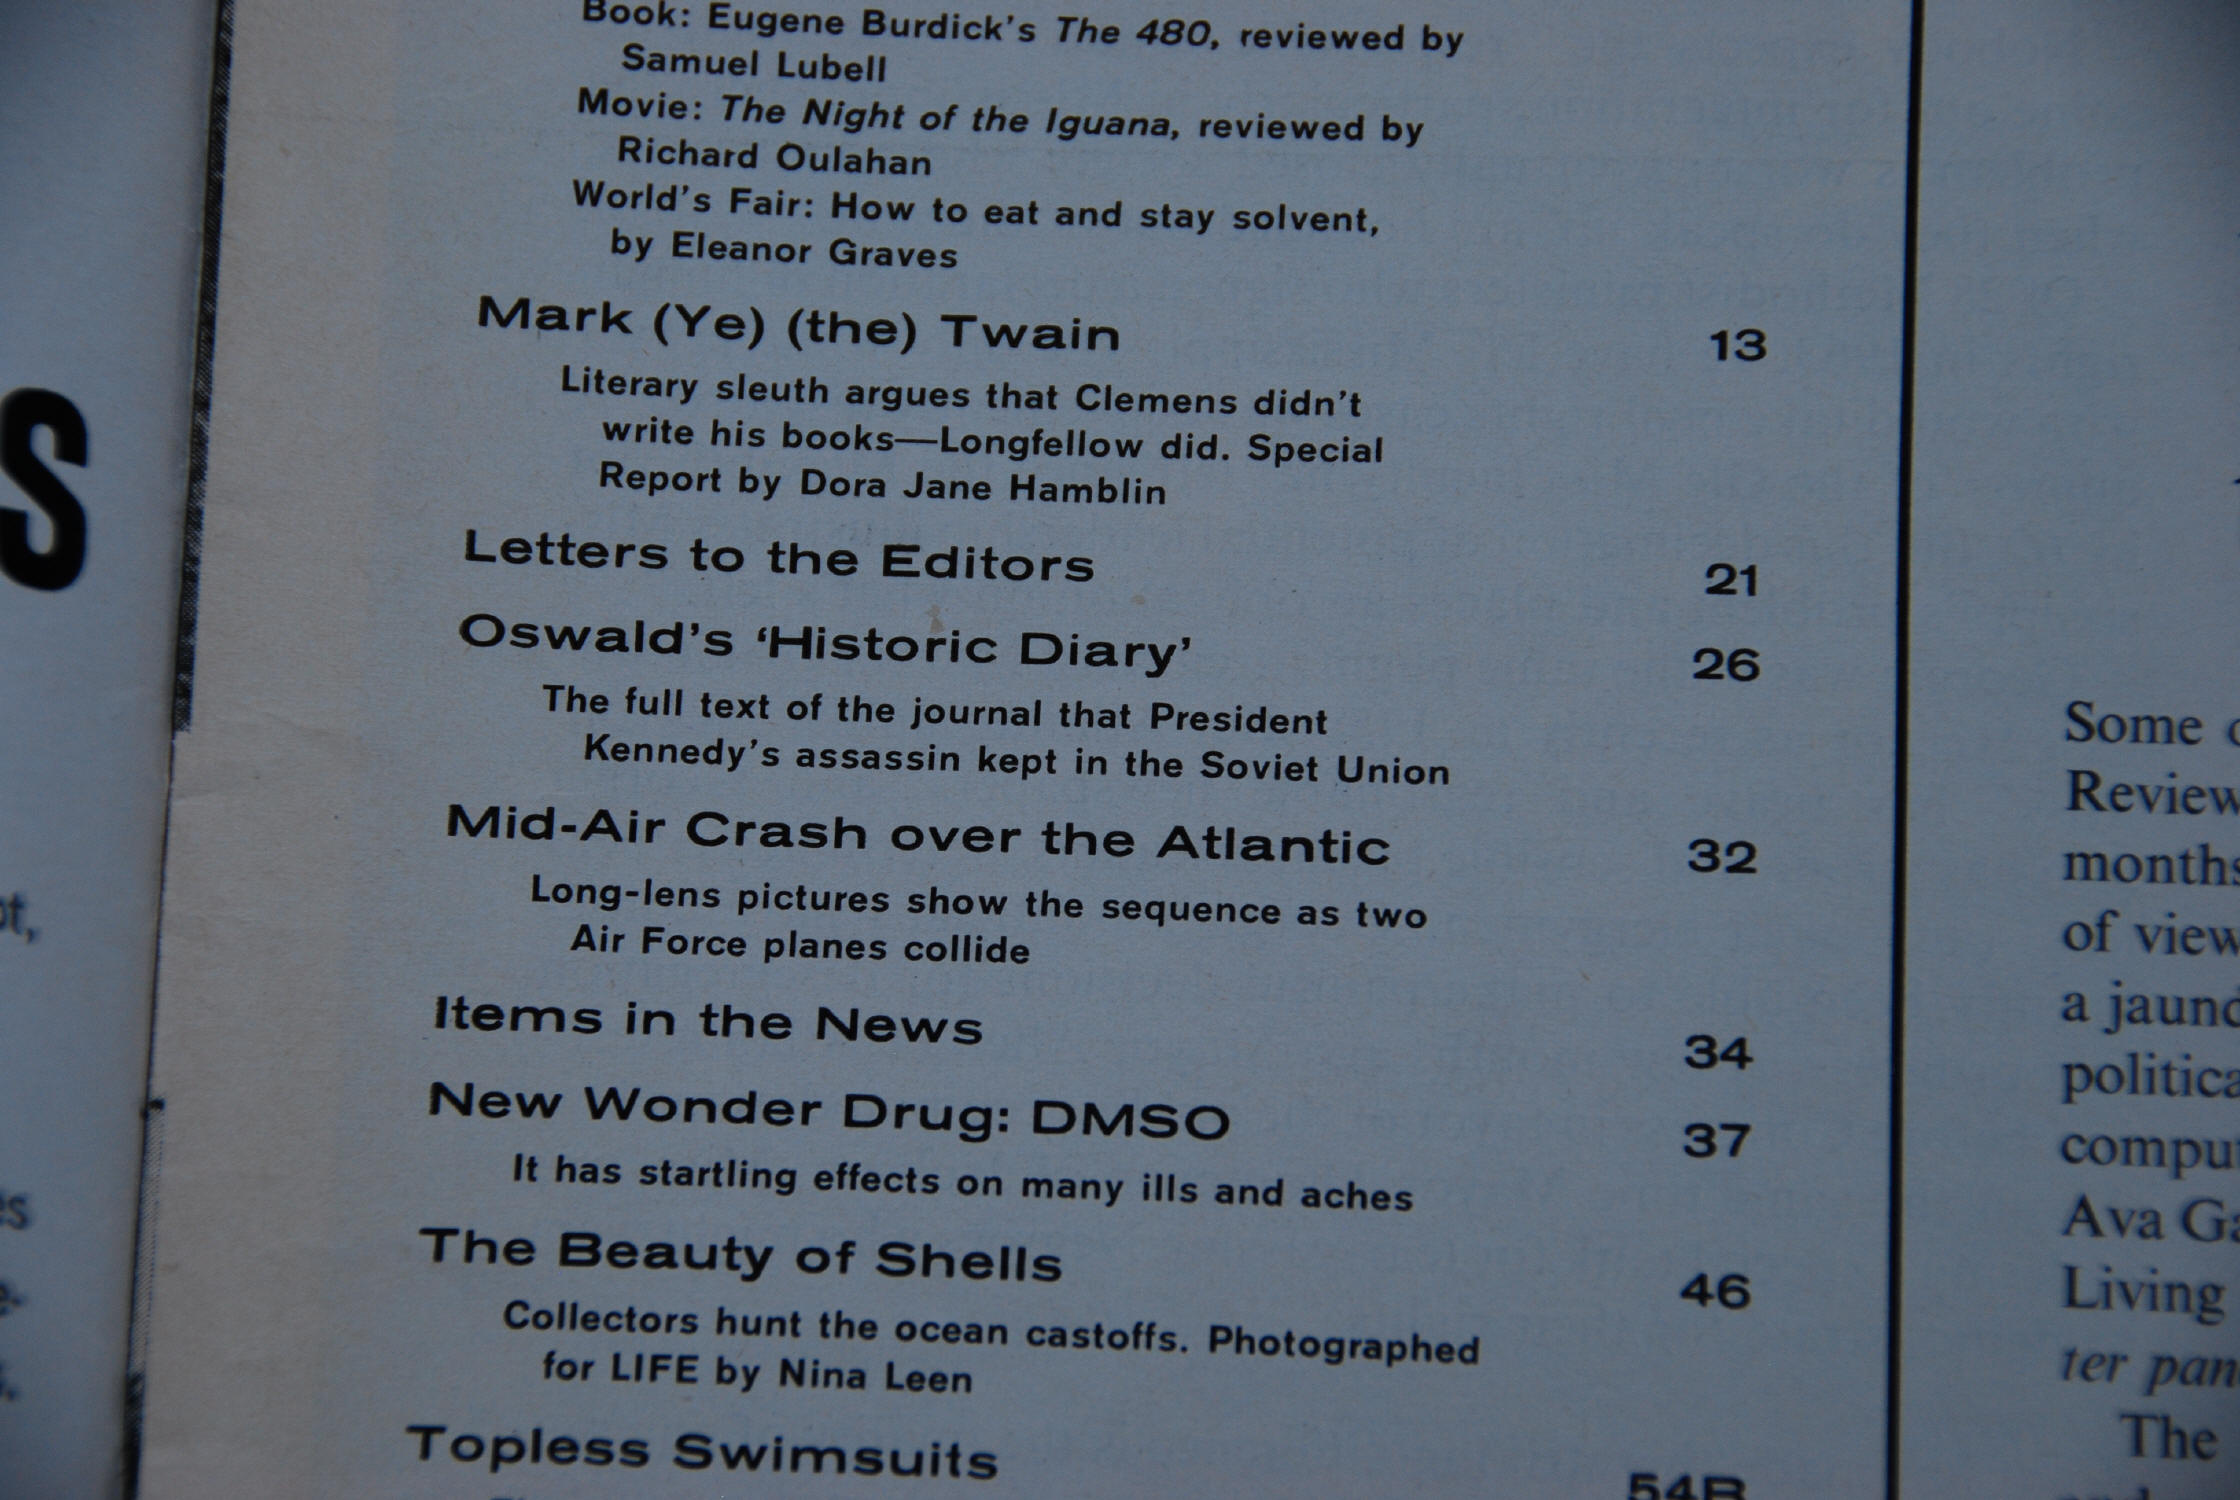 Book: Eugene Burdick's The 480, reviewed by
Samuel Lubell
Movie: The Night of the Iguana, reviewed by
Richard Oulahan
World's Fair: How to eat and stay solvent,
by Eleanor Graves
Mark (Ye) (the) Twain 13
Literary sleuth argues that Clemens didn't
write his books—Longfellow did. Special
Report by Dora Jane Hamblin
Letters to the Editors 21
Oswald's 'Historic Diary' 26
The full text of the journal that President
Kennedy's assassin kept in the Soviet Union
Mid-Air Crash over the Atlantic 32
Long-lens pictures show the sequence as two
Air Force planes collide
Items in the News 34
New Wonder Drug: DMSO 37
It has startling effects on many ills and aches
The Beauty of Shells 46
Collectors hunt the ocean castoffs. Photographed
for LIFE by Nina Leen
Topless Swimsuits 54B
S
Some
Review
months
of view
a jaund
politica
comput
Ava Ga
Living
ter pan
The